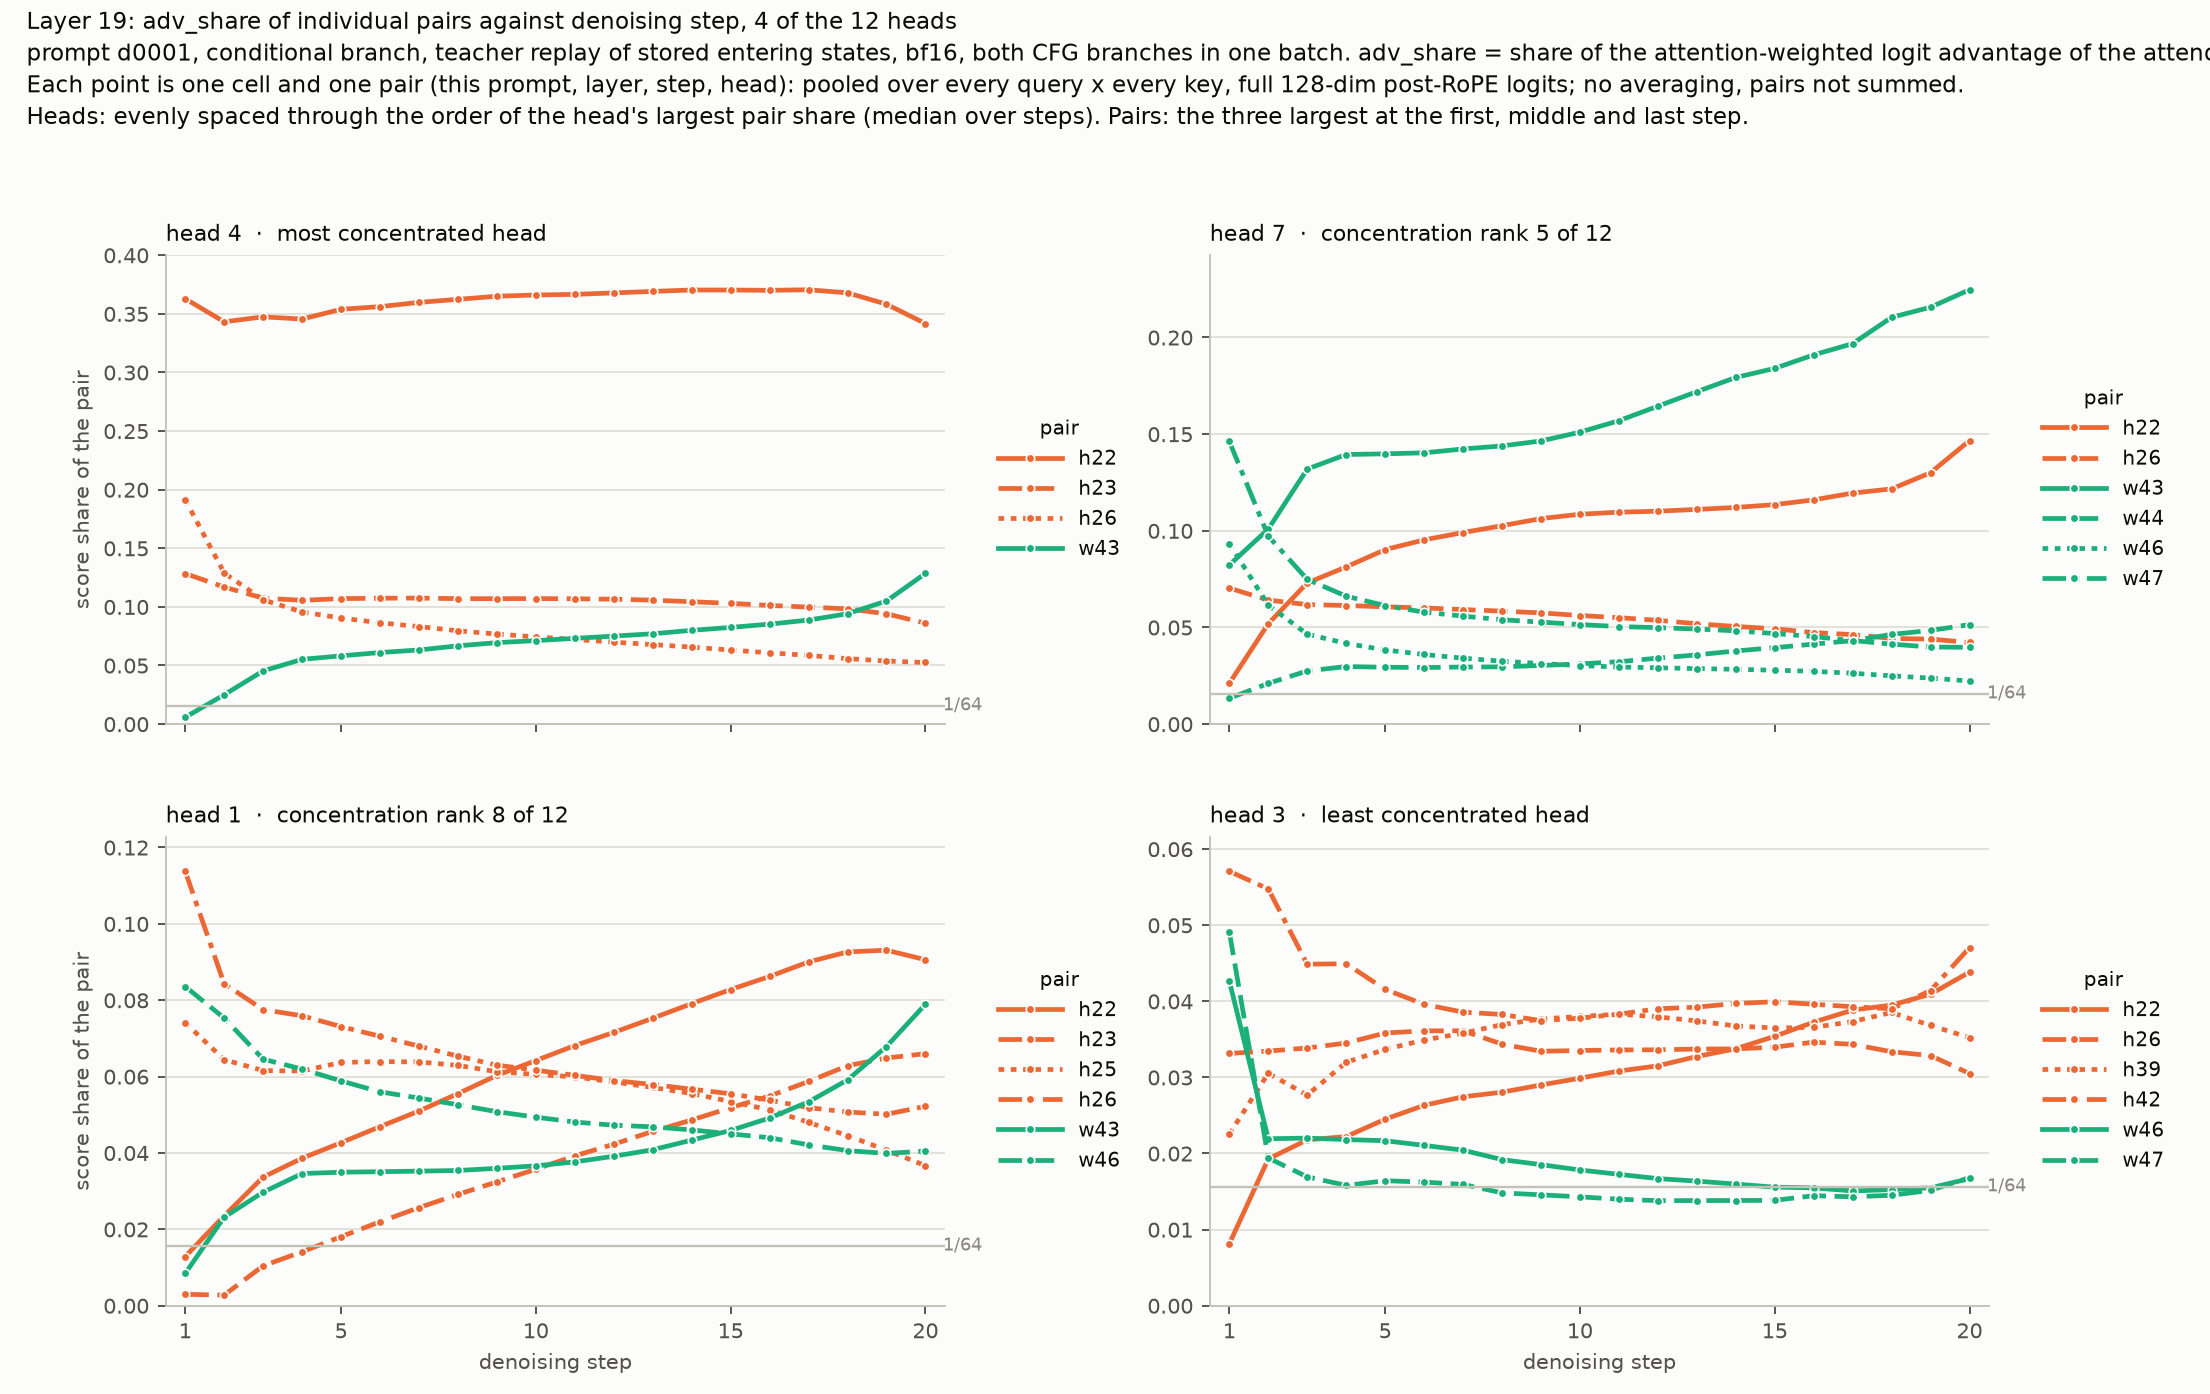 Layer 19: adv_share of individual pairs against denoising step, 4 of the 12 heads
prompt d0001, conditional branch, teacher replay of stored entering states, bf16, both CFG branches in one batch. adv_share = share of the attention-weighted logit advantage of the
Each point is one cell and one pair (this prompt, layer, step, head): pooled over every query x every key, full 128-dim post-RoPE logits; no averaging, pairs not summed.
Heads: evenly spaced through the order of the head's largest pair share (median over steps). Pairs: the three largest at the first, middle and last step.
head 4 · most concentrated head
0.40
0.35
0.30
0.25
0.20
0.15
0.10
0.05
0.00
score share of the pair
1/64
pair
h22
h23
h26
w43
head 7 · concentration rank 5 of 12
0.20
0.15
0.10
0.05
0.00
1/64
pair
h22
h26
w43
w44
w46
w47
head 1 · concentration rank 8 of 12
0.12
0.10
0.08
0.06
0.04
0.02
0.00
score share of the pair
1/64
1
5
10
15
20
denoising step
pair
h22
h23
h25
h26
w43
w46
head 3 · least concentrated head
0.06
0.05
0.04
0.03
0.02
0.01
0.00
1/64
1
5
10
15
20
denoising step
pair
h22
h26
h39
h42
w46
w47